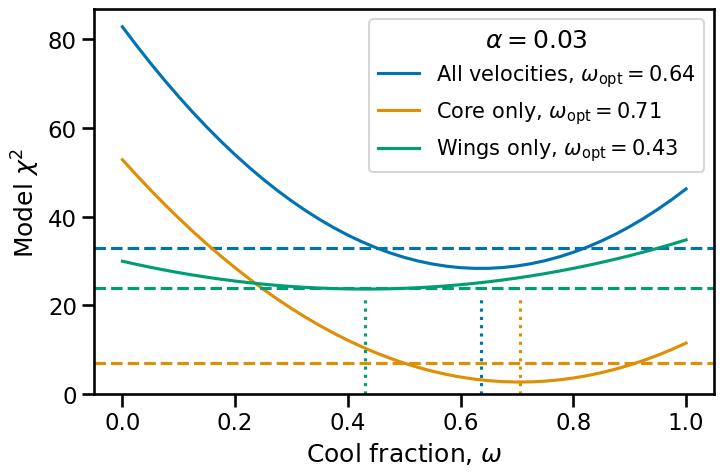 α = 0.03
All velocities, ω_opt = 0.64
Core only, ω_opt = 0.71
Wings only, ω_opt = 0.43
Model χ²
80
60
40
20
0
0.0 0.2 0.4 0.6 0.8 1.0
Cool fraction, ω